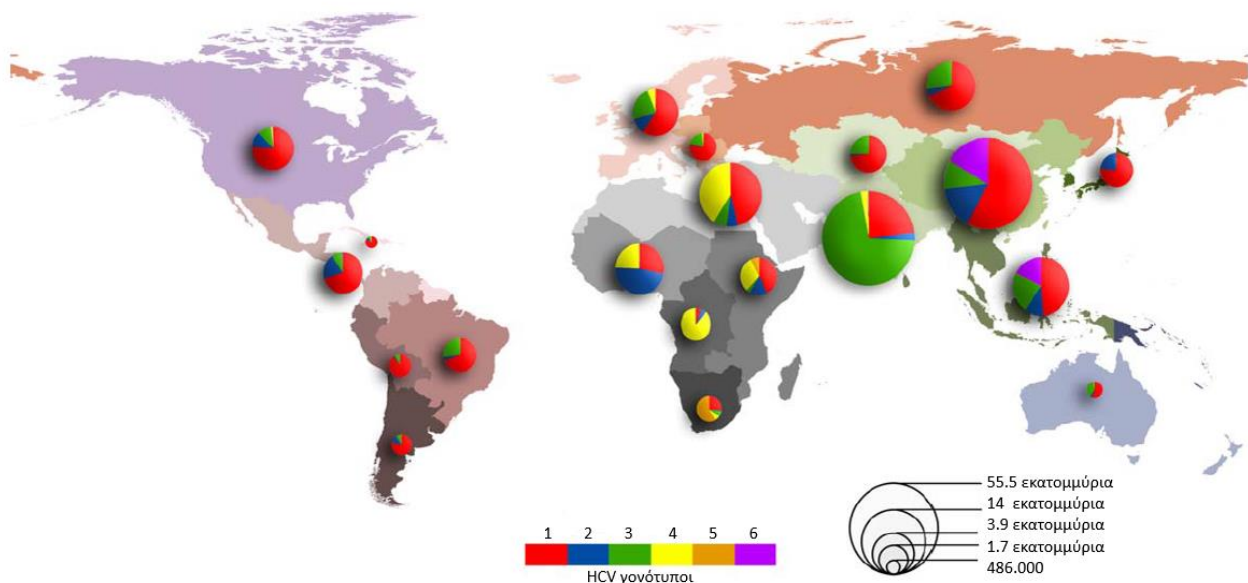 55.5 εκατομμύρια
14 εκατομμύρια
3.9 εκατομμύρια
1.7 εκατομμύρια
486.000
1 2 3 4 5 6
HCV γονότυποι